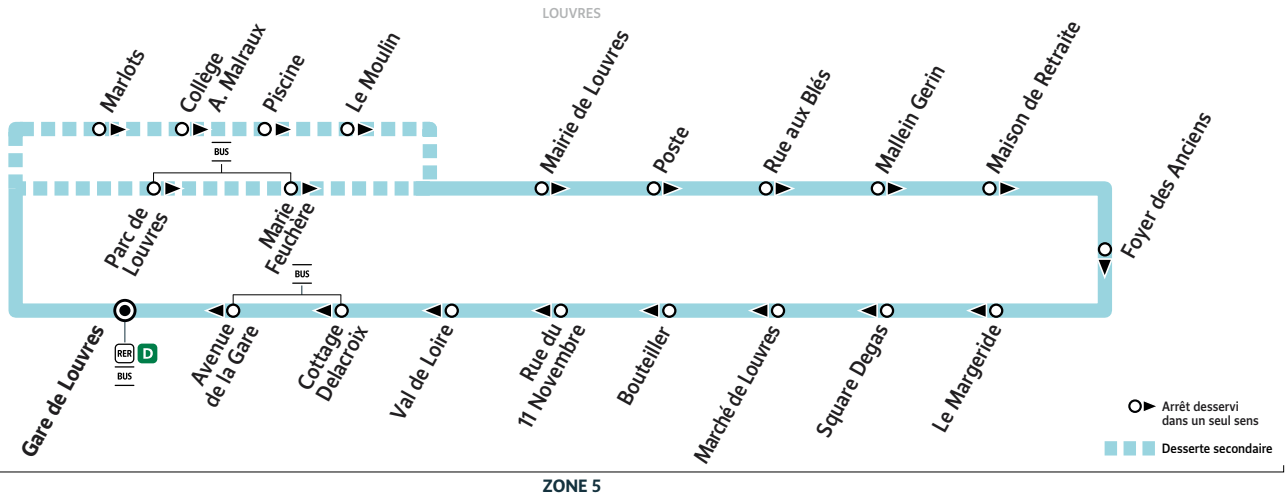 LOUVRES
Marlots
Collège
A. Malraux
Piscine
Le Moulin
Mairie de Louvres
Poste
Rue aux Blés
Mallein Gerin
Maison de Retraite
Foyer des Anciens
BUS
Parc de
Louvres
Marie
Feuchère
BUS
Gare de Louvres
RER D
BUS
Avenue
de la Gare
Cottage
Delacroix
Val de Loire
Rue du
11 Novembre
Bouteiller
Marché de Louvres
Square Degas
Le Margeride
Arrêt desservi
dans un seul sens
Desserte secondaire
ZONE 5